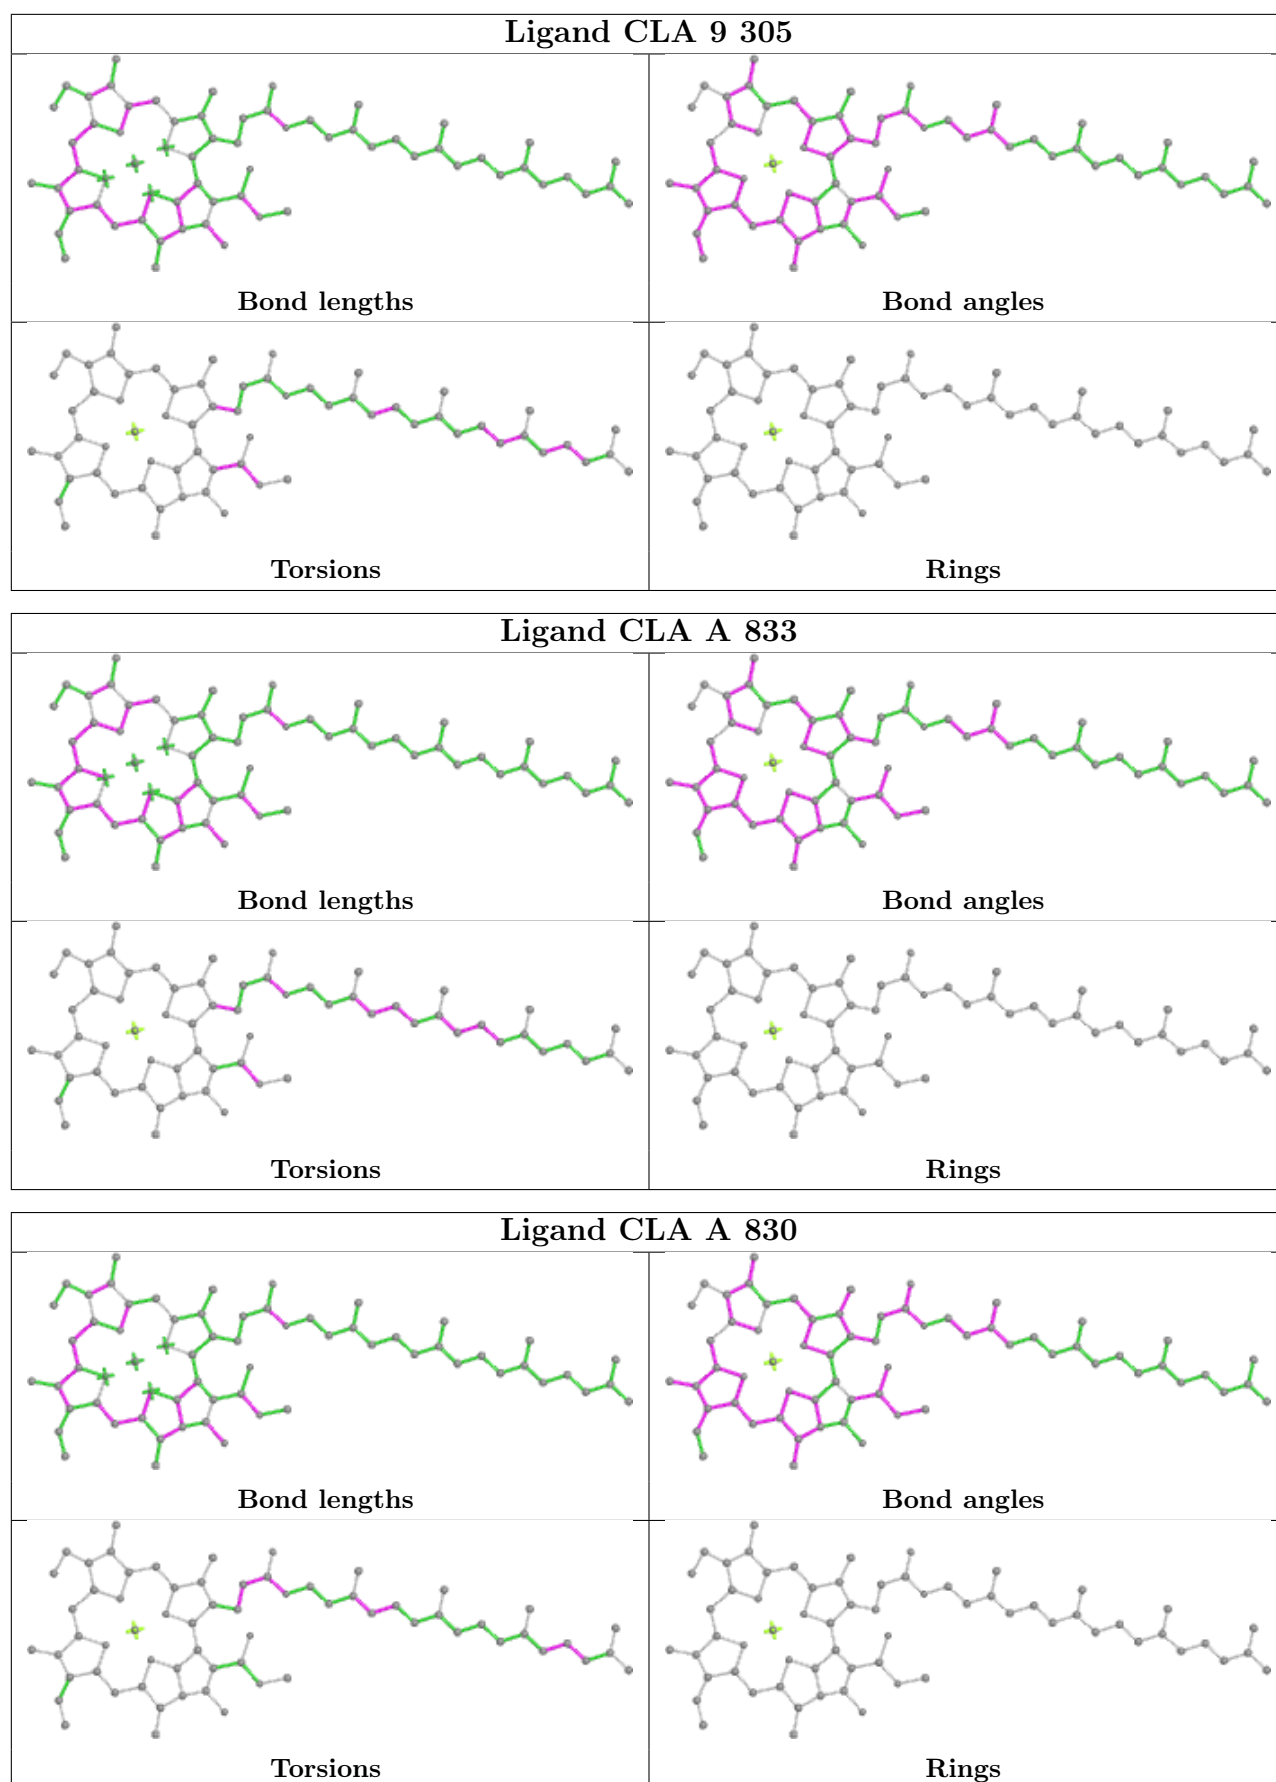 Ligand CLA 9 305
Bond lengths
Bond angles
Torsions
Rings
Ligand CLA A 833
Bond lengths
Bond angles
Torsions
Rings
Ligand CLA A 830
Bond lengths
Bond angles
Torsions
Rings